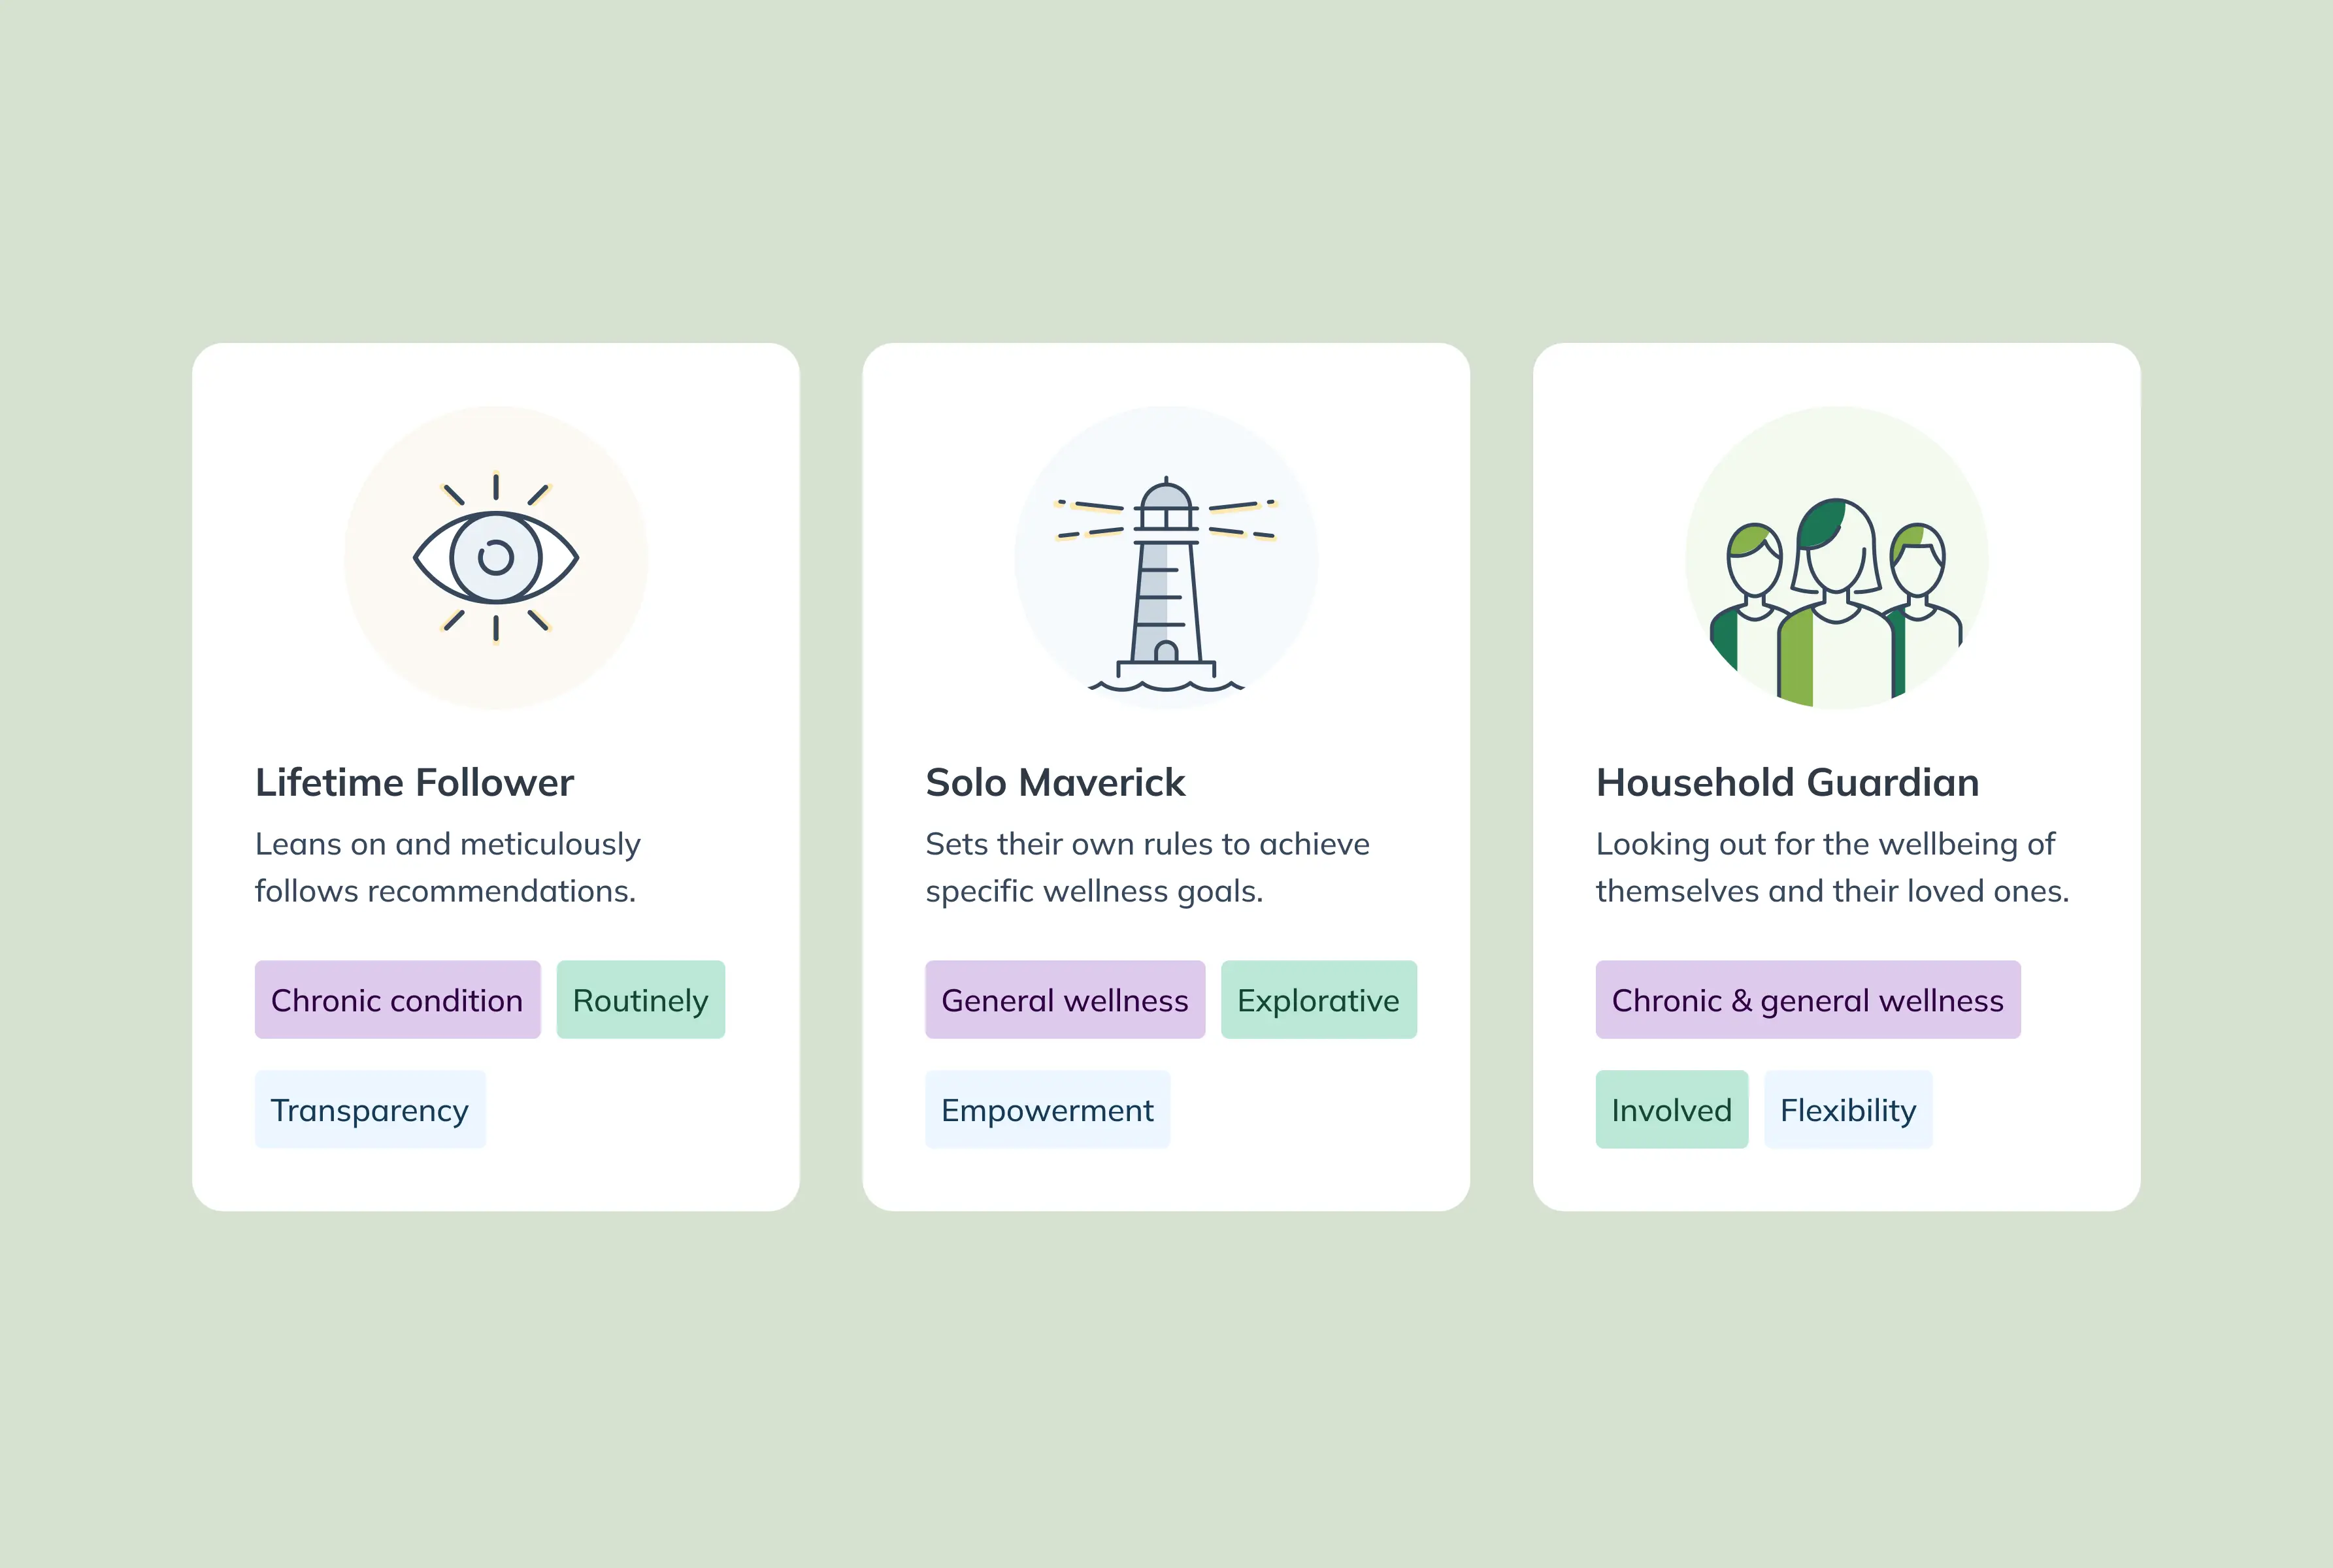 Lifetime Follower
Leans on and meticulously
follows recommendations.
Chronic condition
Routinely
Transparency
Solo Maverick
Sets their own rules to achieve
specific wellness goals.
General wellness
Explorative
Empowerment
Household Guardian
Looking out for the wellbeing of
themselves and their loved ones.
Chronic & general wellness
Involved
Flexibility